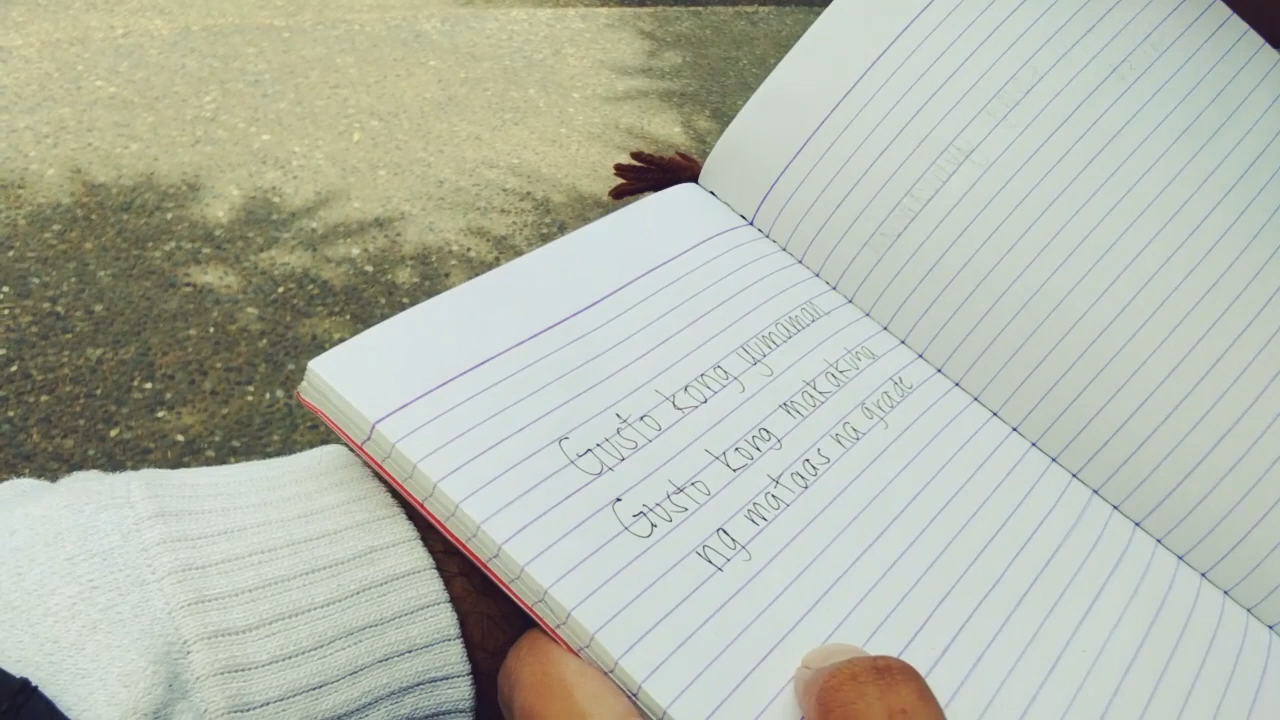 Gusto kong yumaman
Gusto kong makakuha
ng mataas na grade